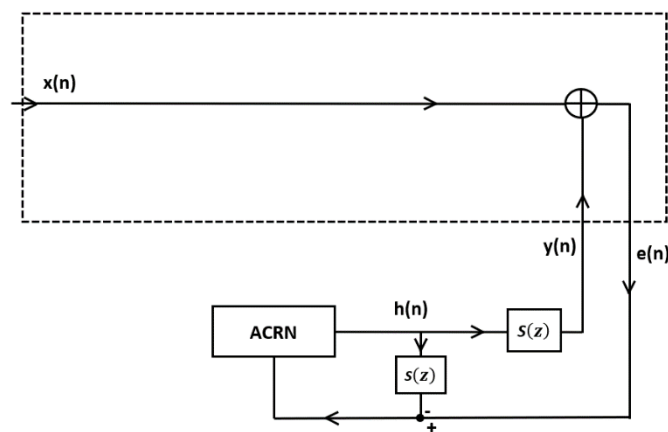 x(n)
y(n)
e(n)
h(n)
ACRN
S(z)
S(z)
-
+